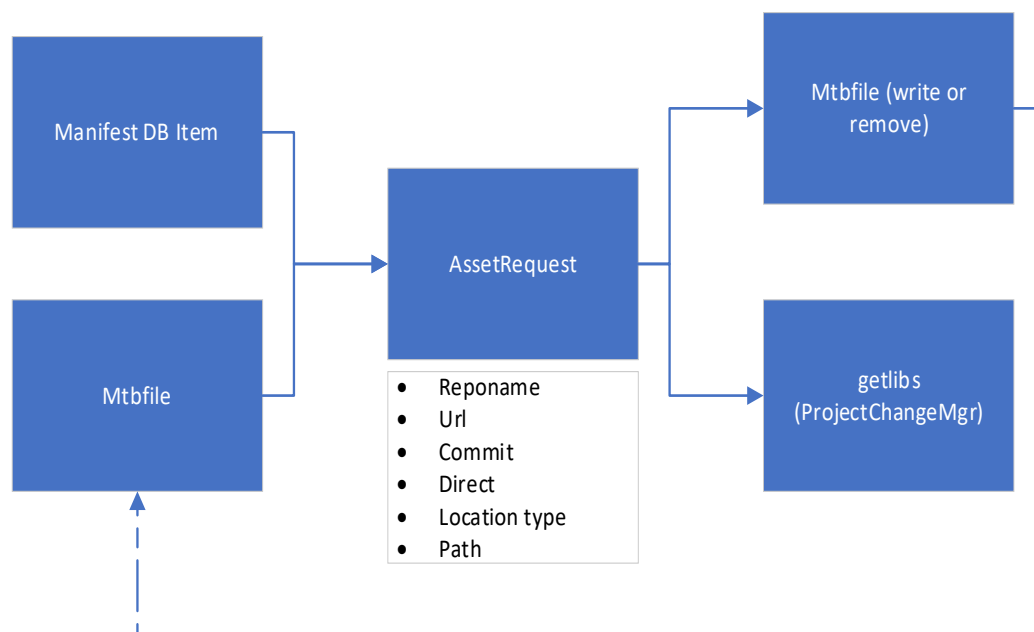 Manifest DB Item
Mtbfile
AssetRequest
• Reponame
• Url
• Commit
• Direct
• Location type
• Path
Mtbfile (write or
remove)
getlibs
(ProjectChangeMgr)